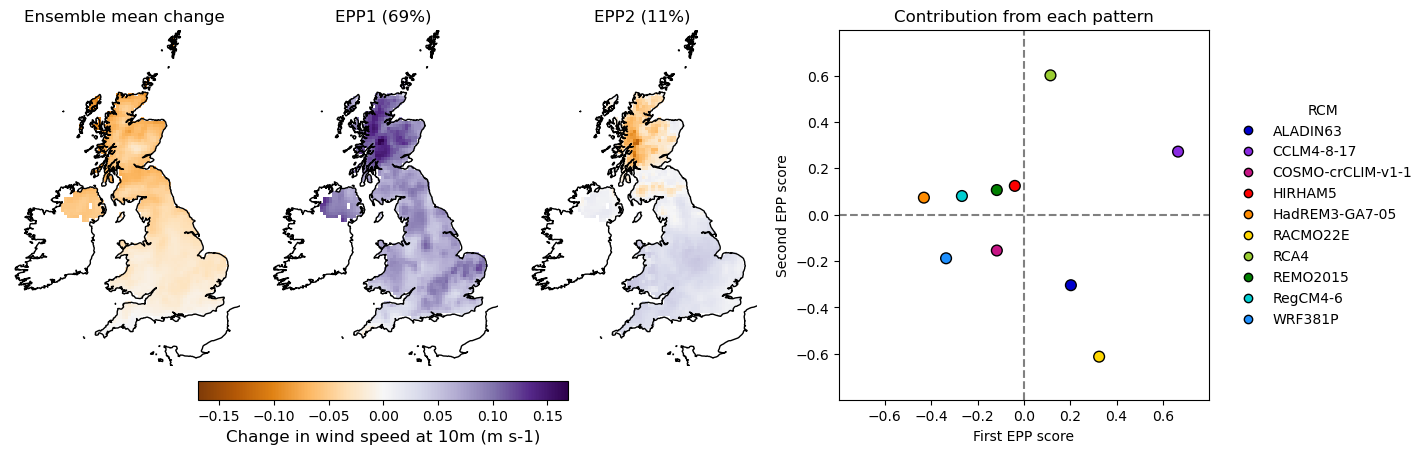 Ensemble mean change
EPP1 (69%)
EPP2 (11%)
Contribution from each pattern
−0.15 −0.10 −0.05 0.00 0.05 0.10 0.15
Change in wind speed at 10m (m s-1)
Second EPP score
0.6
0.4
0.2
0.0
−0.2
−0.4
−0.6
−0.6 −0.4 −0.2 0.0 0.2 0.4 0.6
First EPP score
RCM
ALADIN63
CCLM4-8-17
COSMO-crCLIM-v1-1
HIRHAM5
HadREM3-GA7-05
RACMO22E
RCA4
REMO2015
RegCM4-6
WRF381P